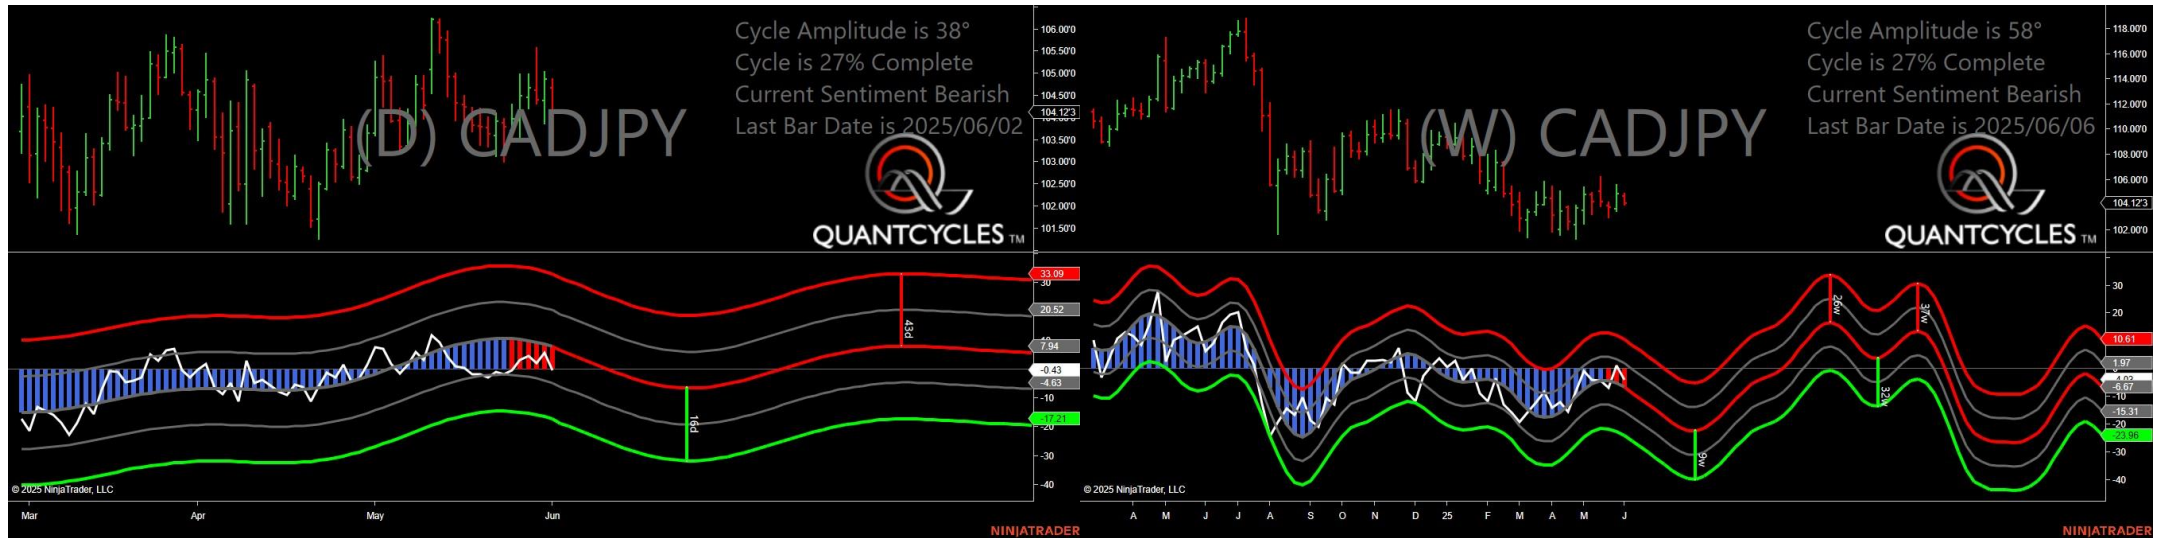 Cycle Amplitude is 38°
Cycle is 27% Complete
Current Sentiment Bearish
Last Bar Date is 2025/06/02
(D) CADJPY
QUANTCYCLES TM
106.00'0
105.50'0
105.00'0
104.50'0
104.12'3
103.50'0
103.00'0
102.50'0
102.00'0
101.50'0
33.09
30
20.52
7.94
-0.43
-4.63
-10
-17.21
-20
-30
-40
43d
16d
© 2025 NinjaTrader, LLC
Mar Apr May Jun
NINJATRADER
Cycle Amplitude is 58°
Cycle is 27% Complete
Current Sentiment Bearish
Last Bar Date is 2025/06/06
(W) CADJPY
QUANTCYCLES TM
118.00'0
116.00'0
114.00'0
112.00'0
110.00'0
108.00'0
106.00'0
104.12'3
102.00'0
30
20
10.61
1.97
-6.67
-10
-15.31
-20
-23.96
-30
-40
26w
37w
32w
9w
© 2025 NinjaTrader, LLC
A M J J A S O N D 25 F M A M J
NINJATRADER